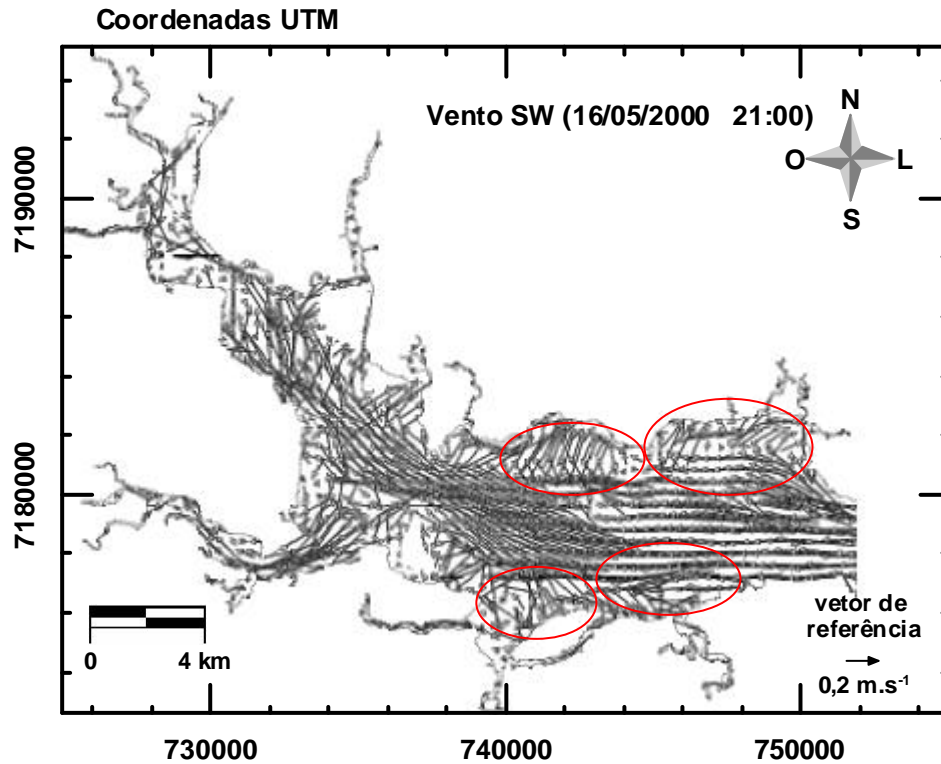 Coordenadas UTM
Vento SW (16/05/2000 21:00)
N
O L
S
7190000
7180000
0 4 km
vetor de
referência
0,2 m.s⁻¹
730000 740000 750000